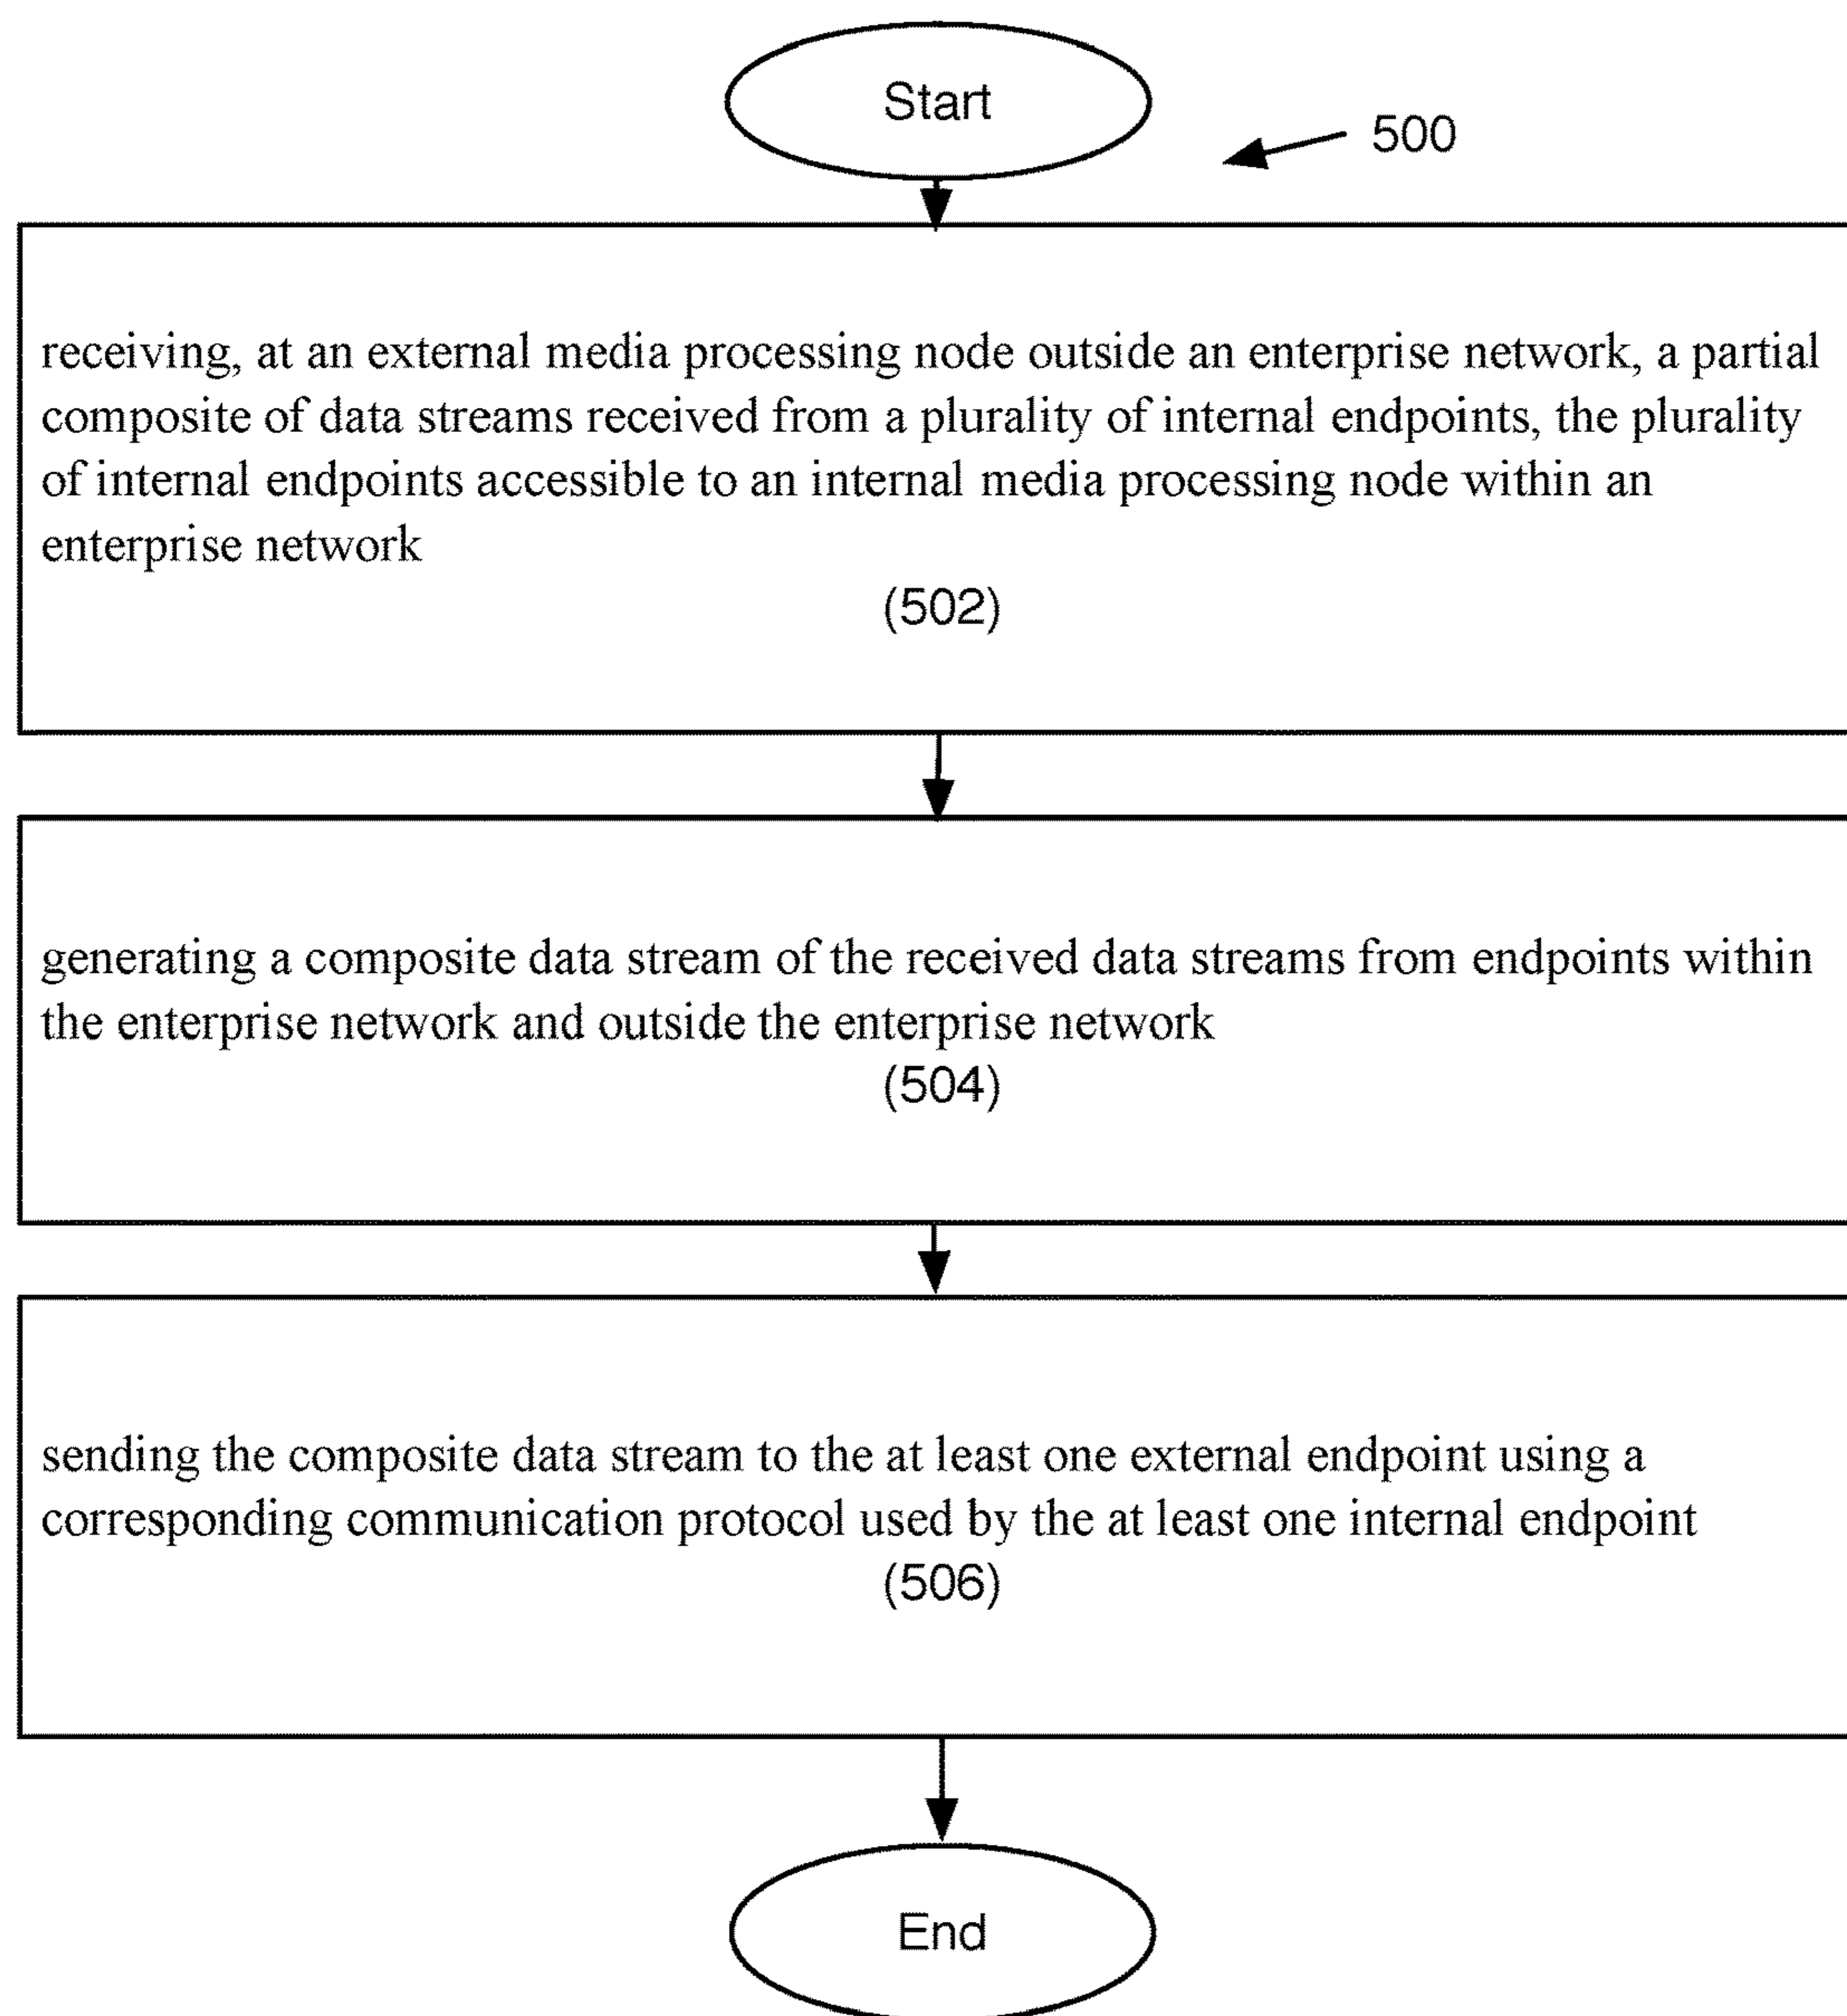 Start
500
receiving, at an external media processing node outside an enterprise network, a partial
composite of data streams received from a plurality of internal endpoints, the plurality
of internal endpoints accessible to an internal media processing node within an
enterprise network
(502)
generating a composite data stream of the received data streams from endpoints within
the enterprise network and outside the enterprise network
(504)
sending the composite data stream to the at least one external endpoint using a
corresponding communication protocol used by the at least one internal endpoint
(506)
End